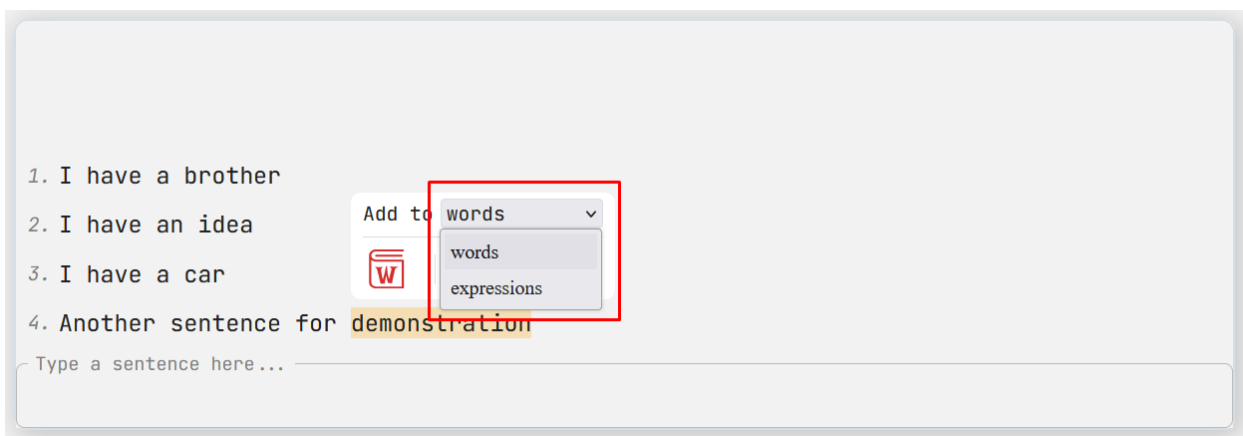 1. I have a brother
2. I have an idea
3. I have a car
4. Another sentence for demonstration
Add to words
W
words
expressions
Type a sentence here...